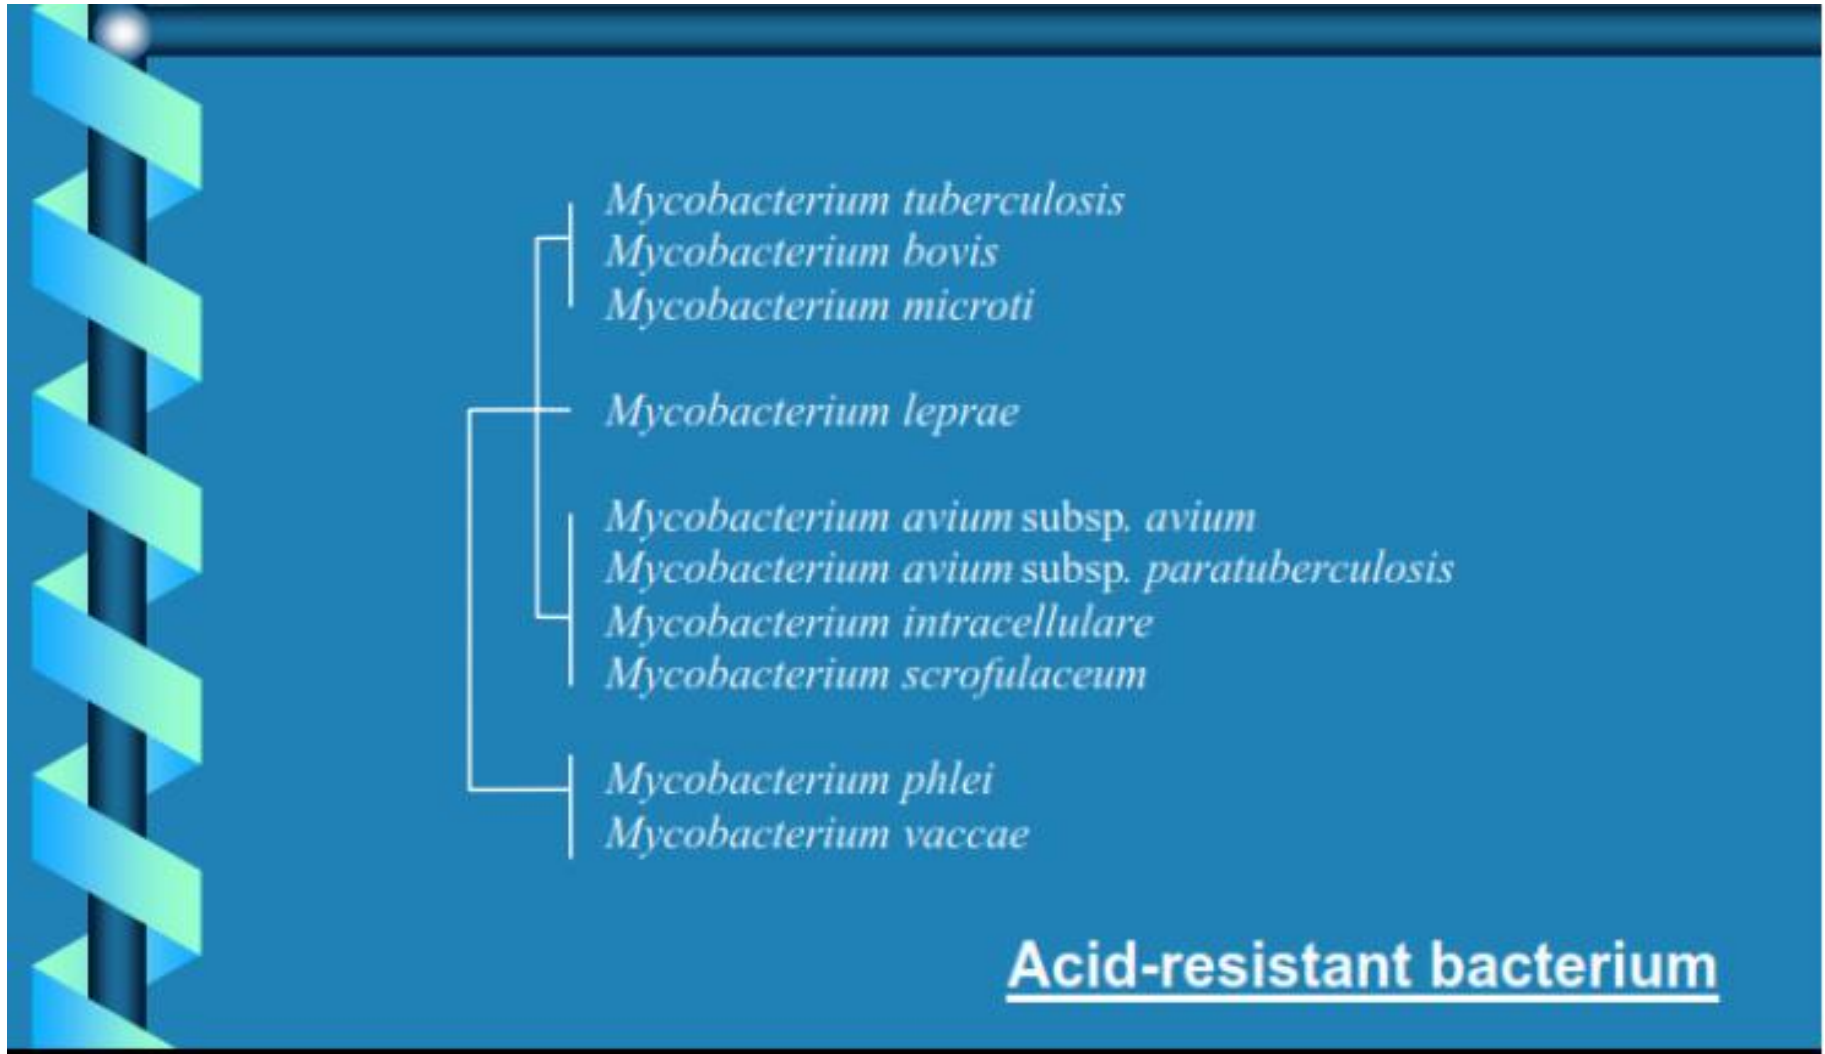 Mycobacterium tuberculosis
Mycobacterium bovis
Mycobacterium microti
Mycobacterium leprae
Mycobacterium avium subsp. avium
Mycobacterium avium subsp. paratuberculosis
Mycobacterium intracellulare
Mycobacterium scrofulaceum
Mycobacterium phlei
Mycobacterium vaccae
Acid-resistant bacterium